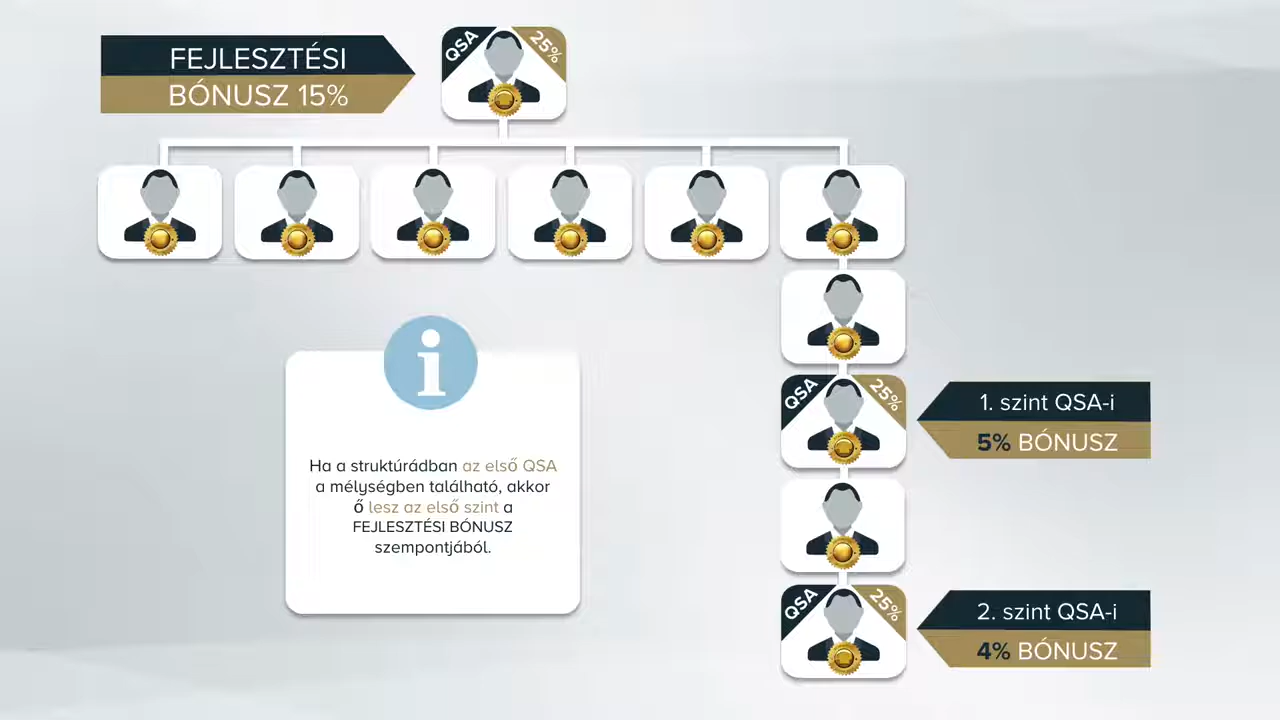 FEJLESZTÉSI
BÓNUSZ 15%
QSA 25%
QSA 25%
1. szint QSA-i
5% BÓNUSZ
Ha a struktúrádban az első QSA
a mélységben található, akkor
ő lesz az első szint a
FEJLESZTÉSI BÓNUSZ
szempontjából.
QSA 25%
2. szint QSA-i
4% BÓNUSZ